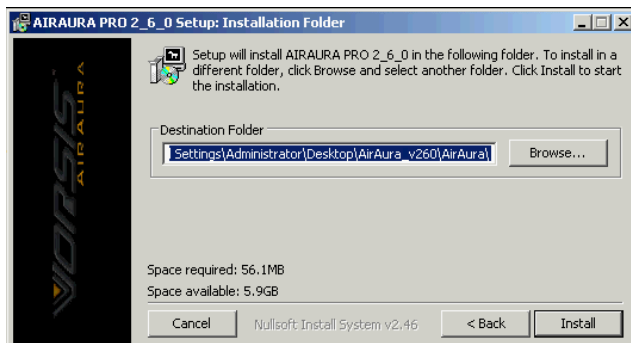 AIRAURA PRO 2_6_0 Setup: Installation Folder
Setup will install AIRAURA PRO 2_6_0 in the following folder. To install in a
different folder, click Browse and select another folder. Click Install to start
the installation.
Destination Folder
Settings\Administrator\Desktop\AirAura_v260\AirAura\
Browse...
VORSIS
AIRAURA
Space required: 56.1MB
Space available: 5.9GB
Cancel
Nullsoft Install System v2.46
< Back
Install